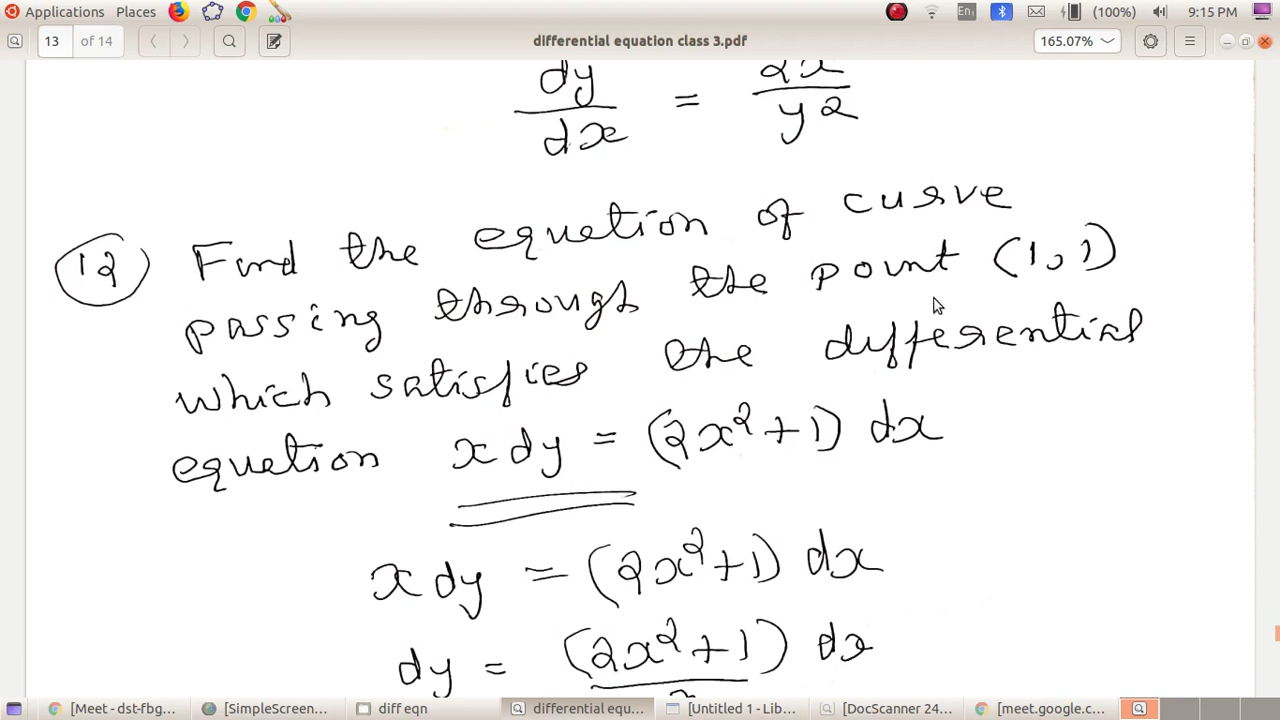 Applications Places En₁ (100%) 9:15 PM
13 of 14 differential equation class 3.pdf 165.07%
dy/dx = 2x/y2
12 Find the equation of curve
passing through the point (1,1)
which satisfies the differential
equation x dy = (2x²+1) dx
x dy = (2x²+1) dx
dy = (2x²+1) dx
[Meet - dst-fbg... [SimpleScreen... diff eqn differential equ... [Untitled 1 - Lib... [DocScanner 24... [meet.google.c...